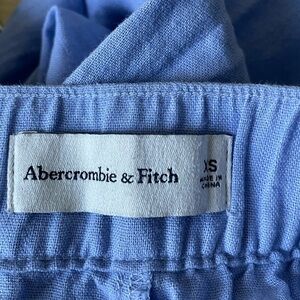 Abercrombie & Fitch
XS
MADE IN
CHINA